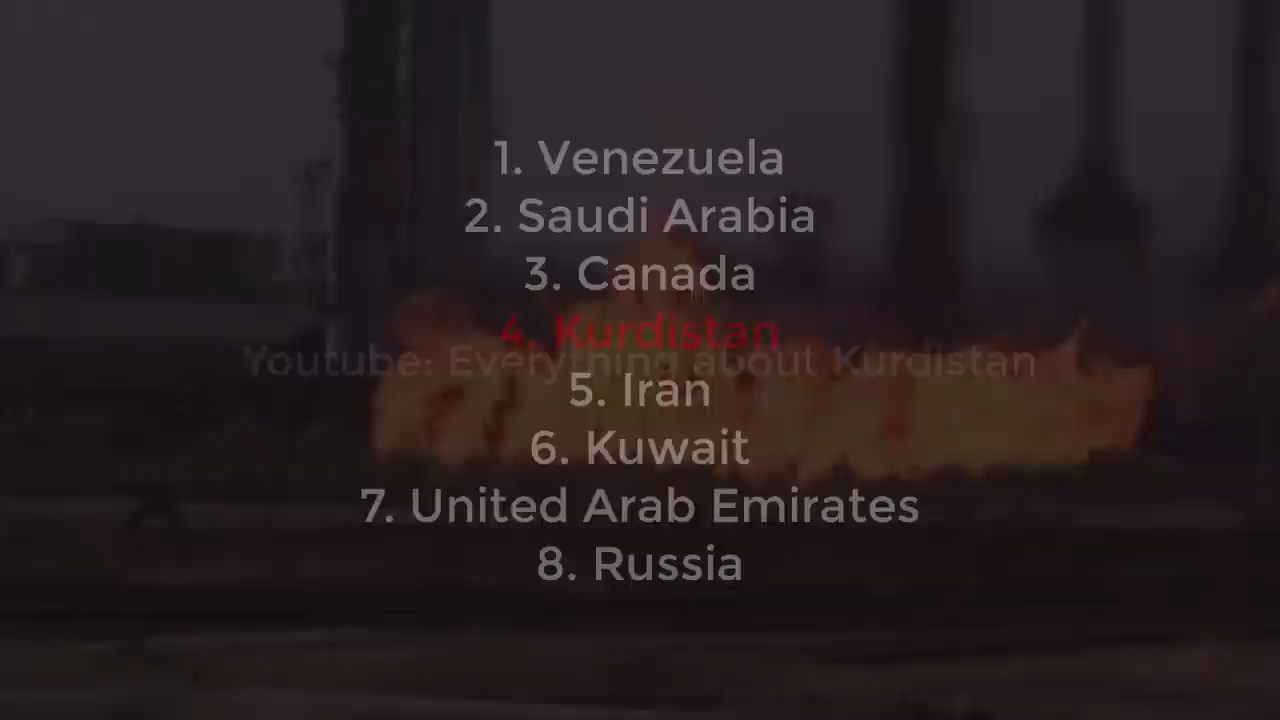 1. Venezuela
2. Saudi Arabia
3. Canada
4. Kurdistan
Youtube: Everything about Kurdistan
5. Iran
6. Kuwait
7. United Arab Emirates
8. Russia